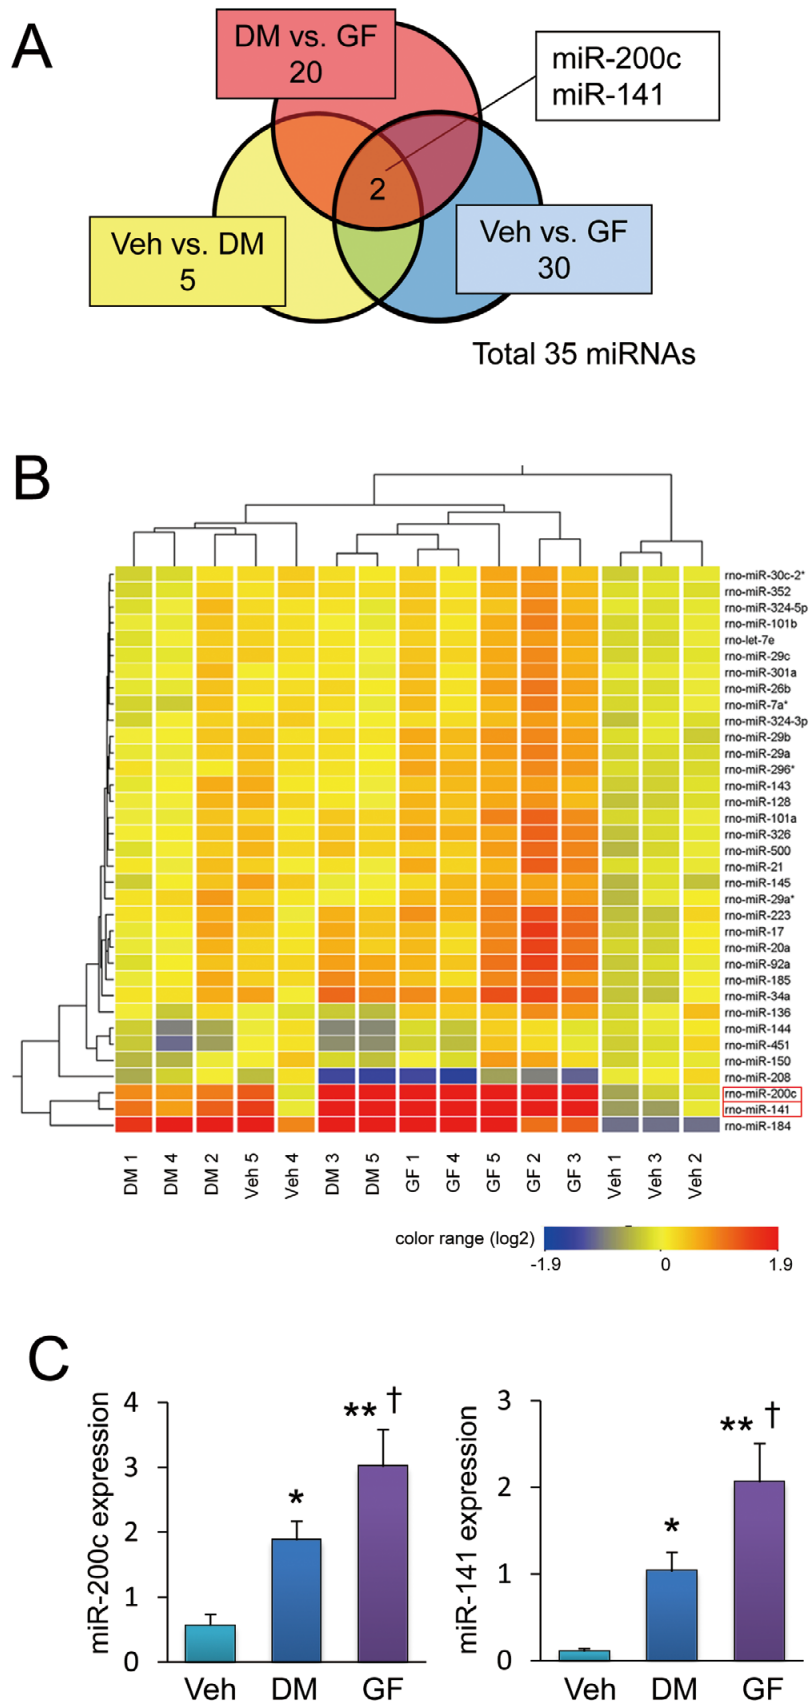 A
DM vs. GF
20
miR-200c
miR-141
2
Veh vs. DM
5
Veh vs. GF
30
Total 35 miRNAs
B
rno-miR-30c-2*
rno-miR-352
rno-miR-324-5p
rno-miR-101b
rno-let-7e
rno-miR-29c
rno-miR-301a
rno-miR-26b
rno-miR-7a*
rno-miR-324-3p
rno-miR-29b
rno-miR-29a
rno-miR-296*
rno-miR-143
rno-miR-128
rno-miR-101a
rno-miR-326
rno-miR-500
rno-miR-21
rno-miR-145
rno-miR-29a*
rno-miR-223
rno-miR-17
rno-miR-20a
rno-miR-92a
rno-miR-185
rno-miR-34a
rno-miR-136
rno-miR-144
rno-miR-451
rno-miR-150
rno-miR-208
rno-miR-200c
rno-miR-141
rno-miR-184
DM 1
DM 4
DM 2
Veh 5
Veh 4
DM 3
DM 5
GF 1
GF 4
GF 5
GF 2
GF 3
Veh 1
Veh 3
Veh 2
color range (log2)
-1.9 0 1.9
C
miR-200c expression
4
3
2
1
0
*
** †
Veh DM GF
miR-141 expression
3
2
1
0
*
** †
Veh DM GF